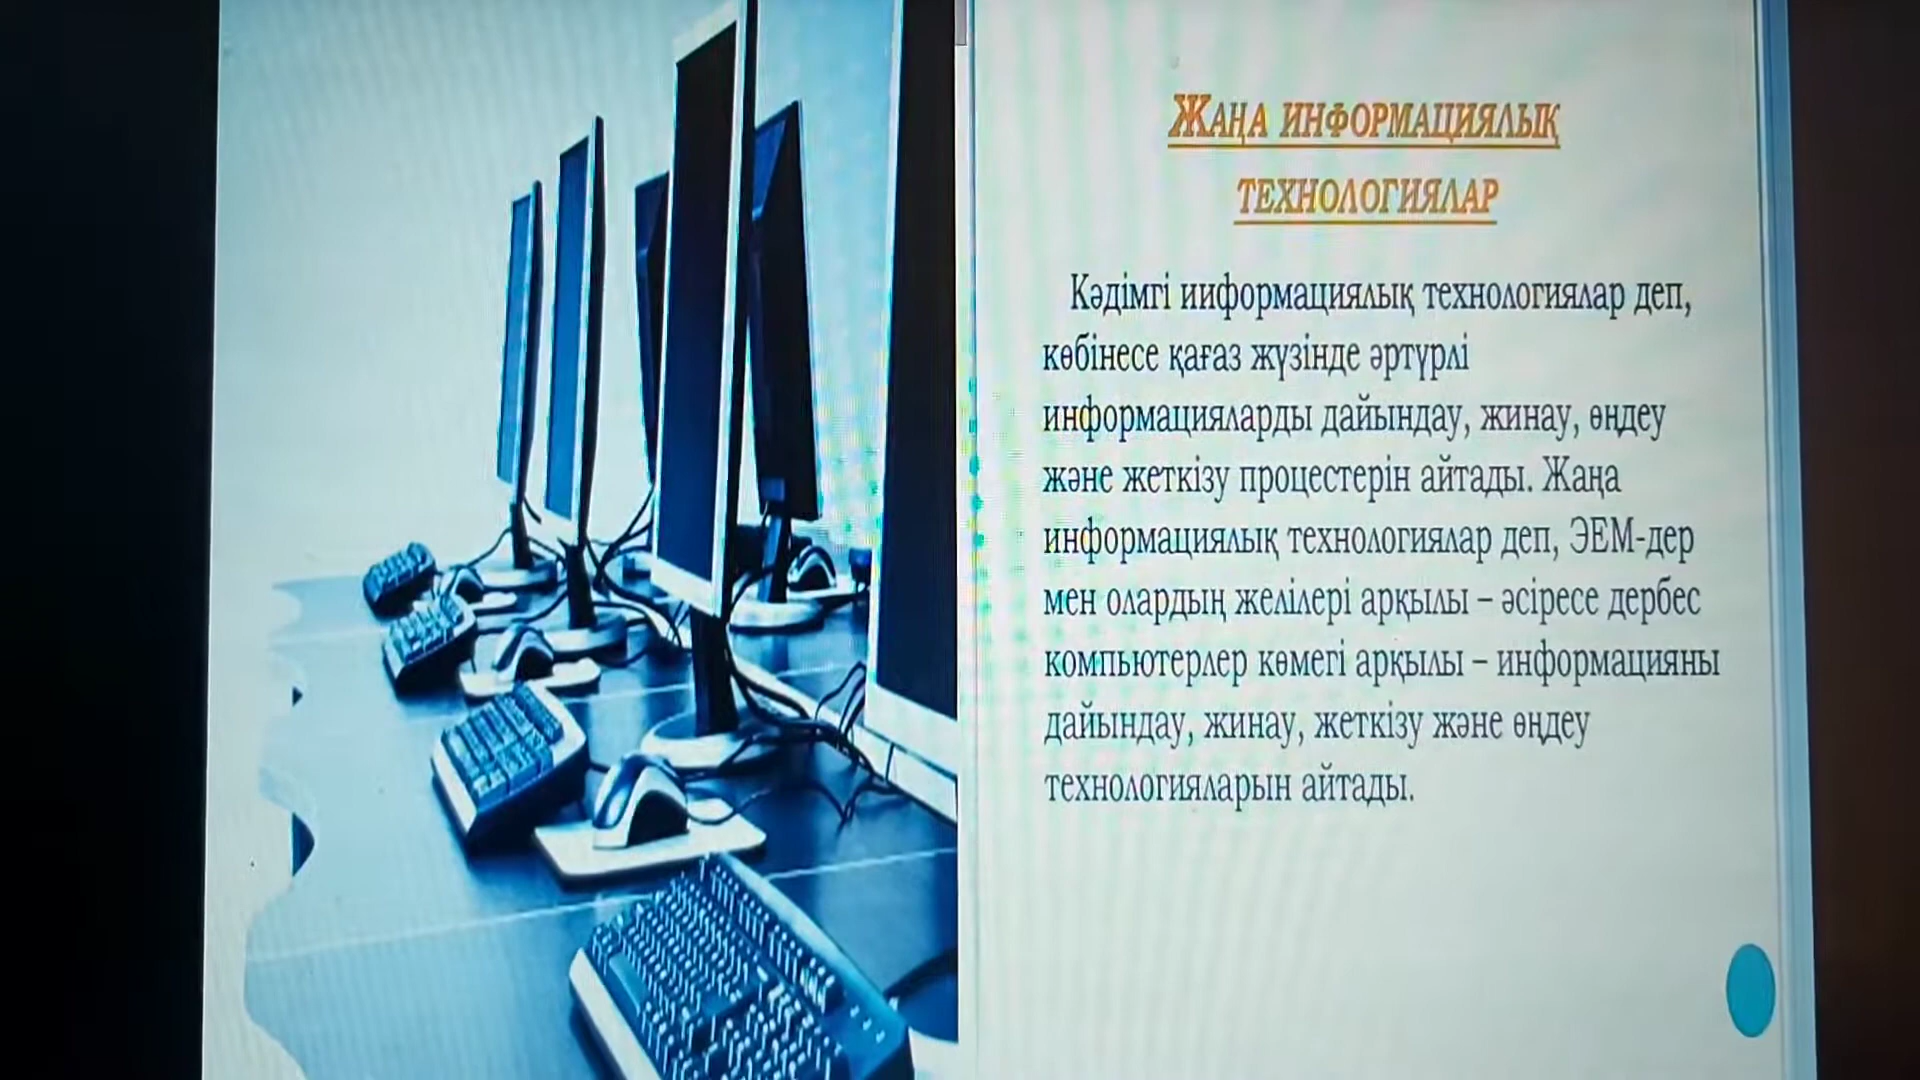 ЖАҢА ИНФОРМАЦИЯЛЫҚ
ТЕХНОЛОГИЯЛАР
Кәдімгі ииформациялық технологиялар деп,
көбінесе қағаз жүзінде әртүрлі
информацияларды дайындау, жинау, өңдеу
және жеткізу процестерін айтады. Жаңа
информациялық технологиялар деп, ЭЕМ-дер
мен олардың желілері арқылы – әсіресе дербес
компьютерлер көмегі арқылы – информацияны
дайындау, жинау, жеткізу және өңдеу
технологияларын айтады.